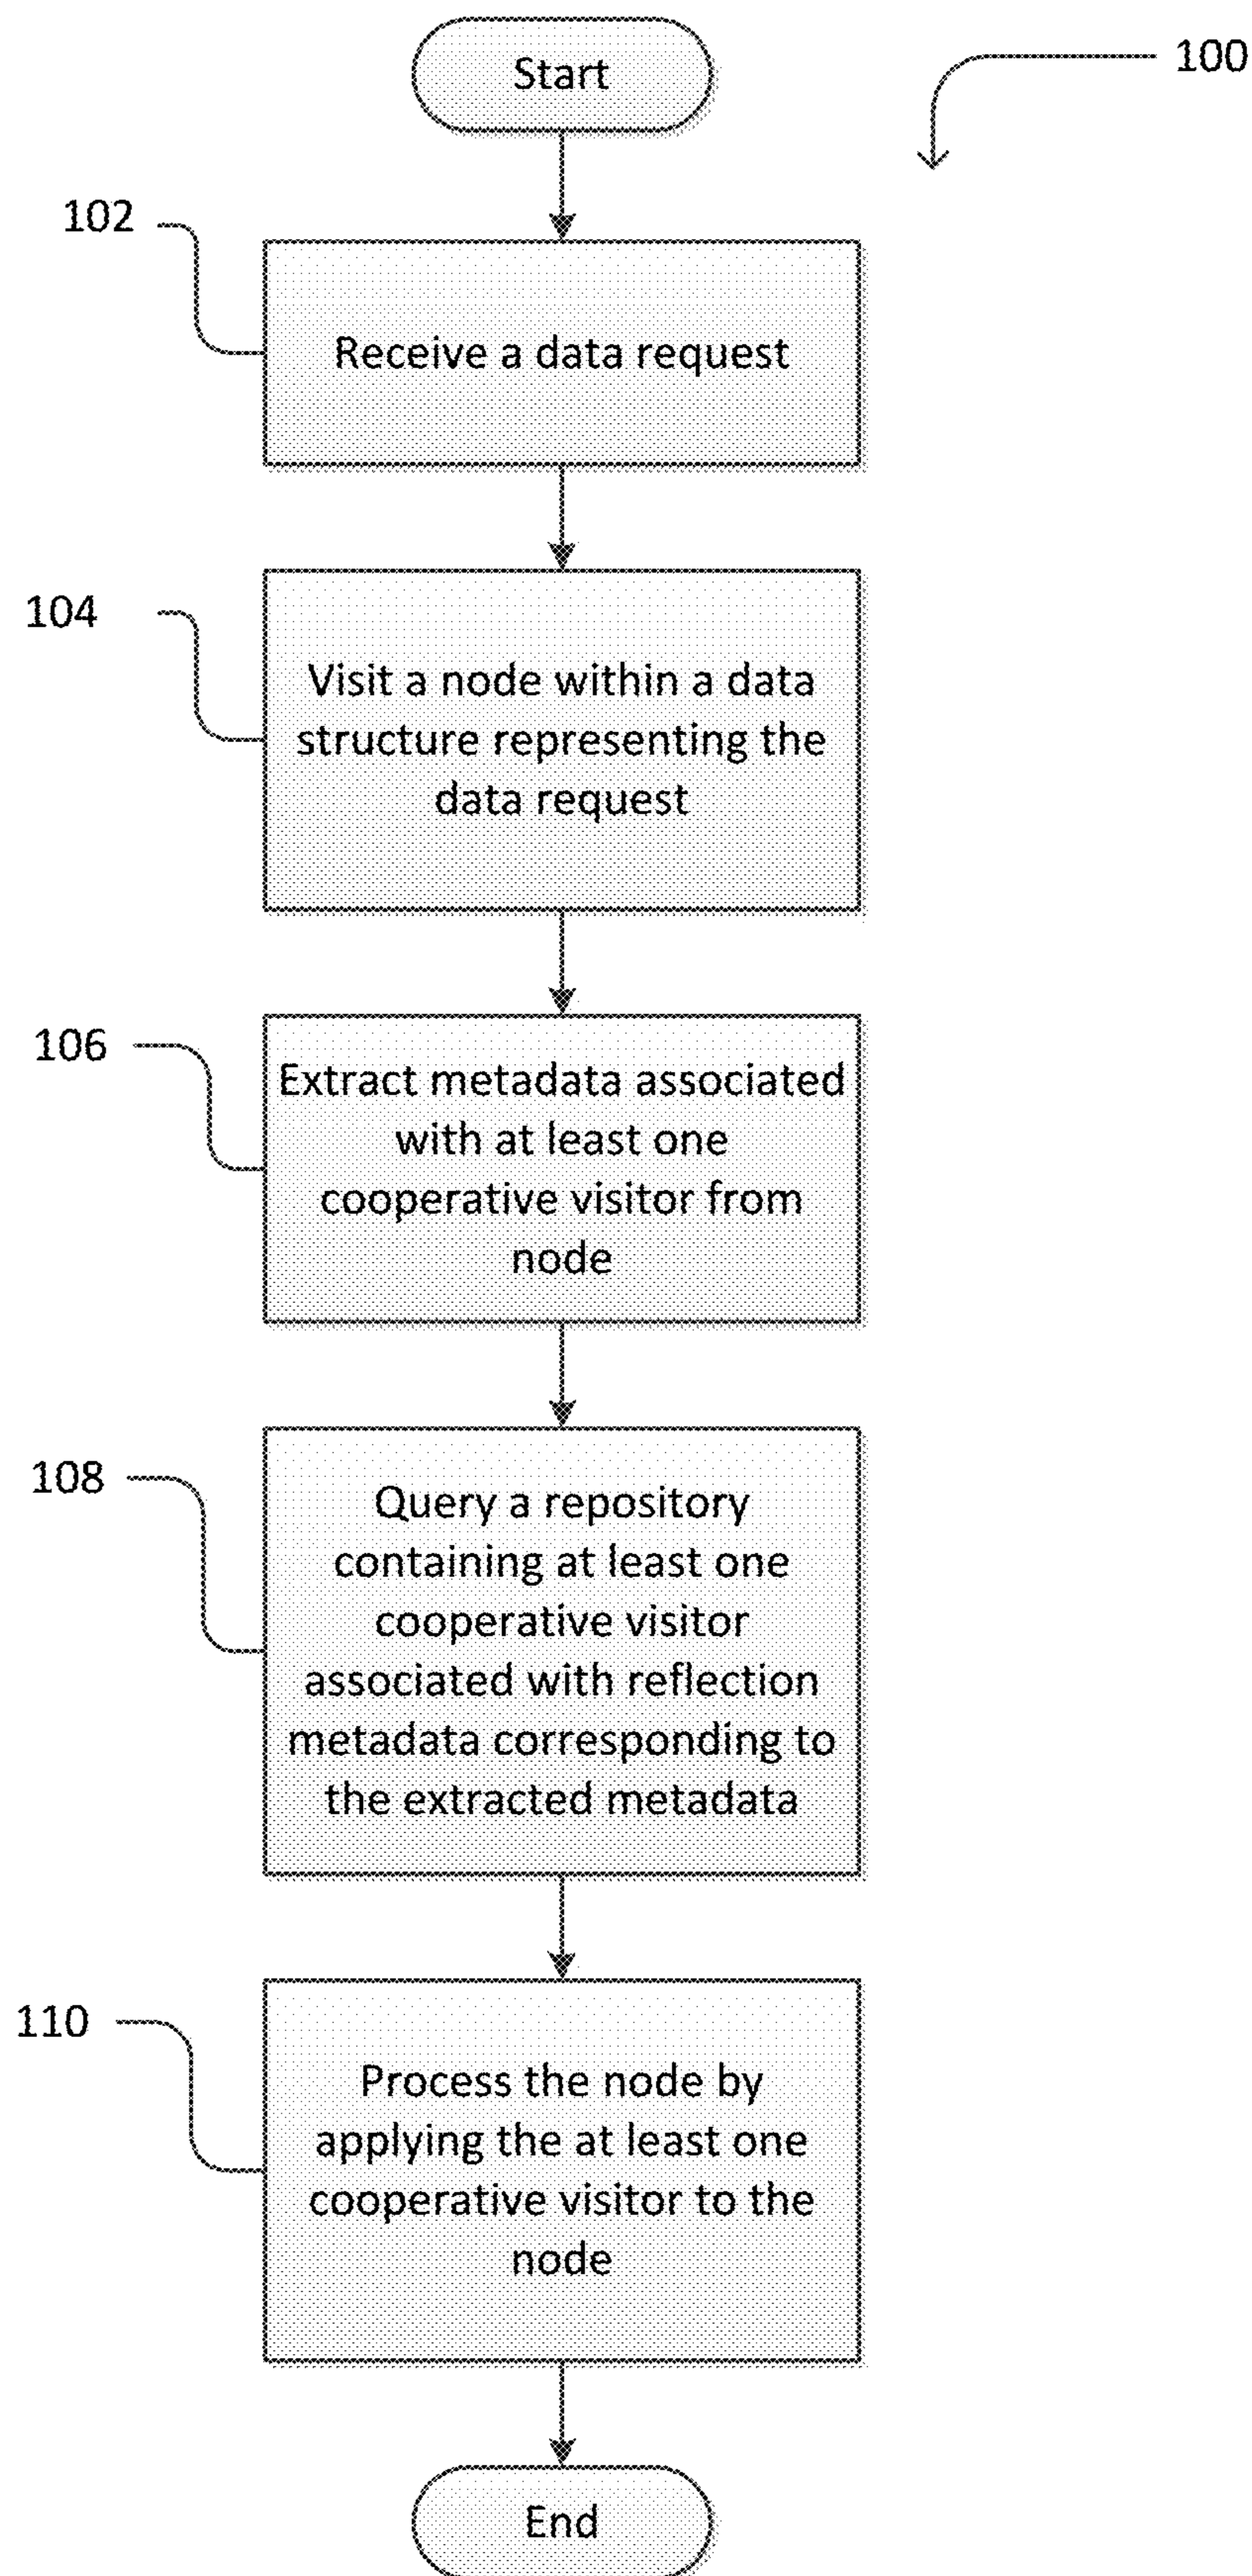 Start
100
102
Receive a data request
104
Visit a node within a data
structure representing the
data request
106
Extract metadata associated
with at least one
cooperative visitor from
node
108
Query a repository
containing at least one
cooperative visitor
associated with reflection
metadata corresponding to
the extracted metadata
110
Process the node by
applying the at least one
cooperative visitor to the
node
End